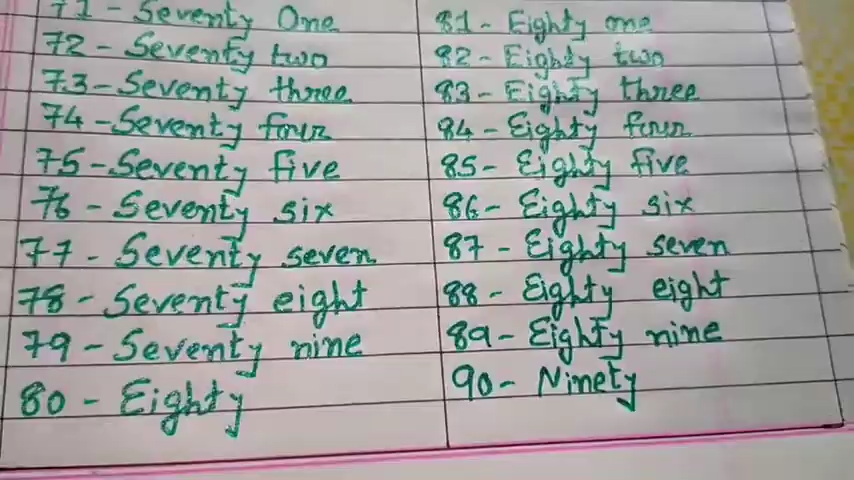 71 - Seventy One
72 - Seventy two
73 - Seventy three
74 - Seventy four
75 - Seventy five
76 - Seventy six
77 - Seventy seven
78 - Seventy eight
79 - Seventy nine
80 - Eighty
81 - Eighty one
82 - Eighty two
83 - Eighty three
84 - Eighty four
85 - Eighty five
86 - Eighty six
87 - Eighty seven
88 - Eighty eight
89 - Eighty nine
90 - Ninety